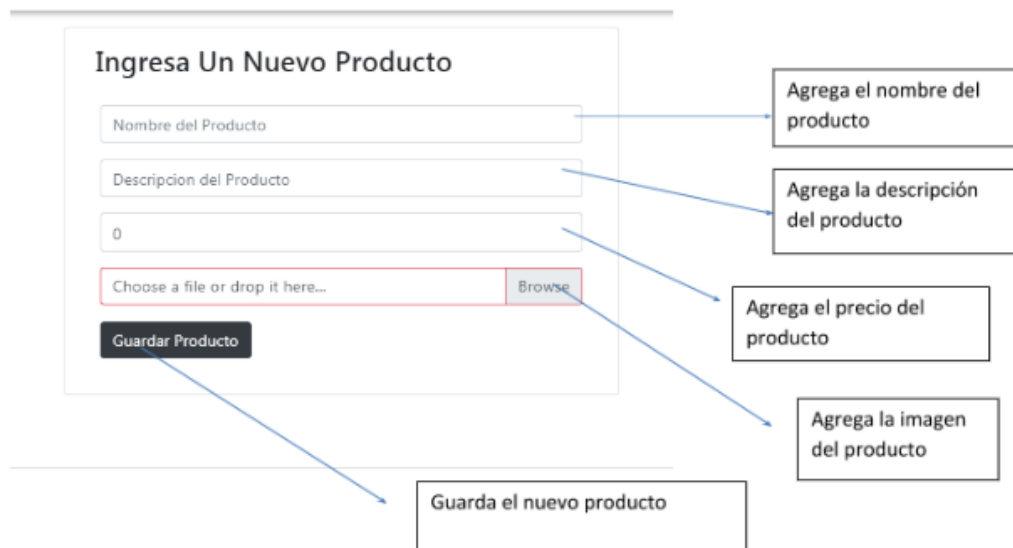 Ingresa Un Nuevo Producto
Nombre del Producto
Descripcion del Producto
0
Choose a file or drop it here...
Browse
Guardar Producto
Agrega el nombre del
producto
Agrega la descripción
del producto
Agrega el precio del
producto
Agrega la imagen
del producto
Guarda el nuevo producto